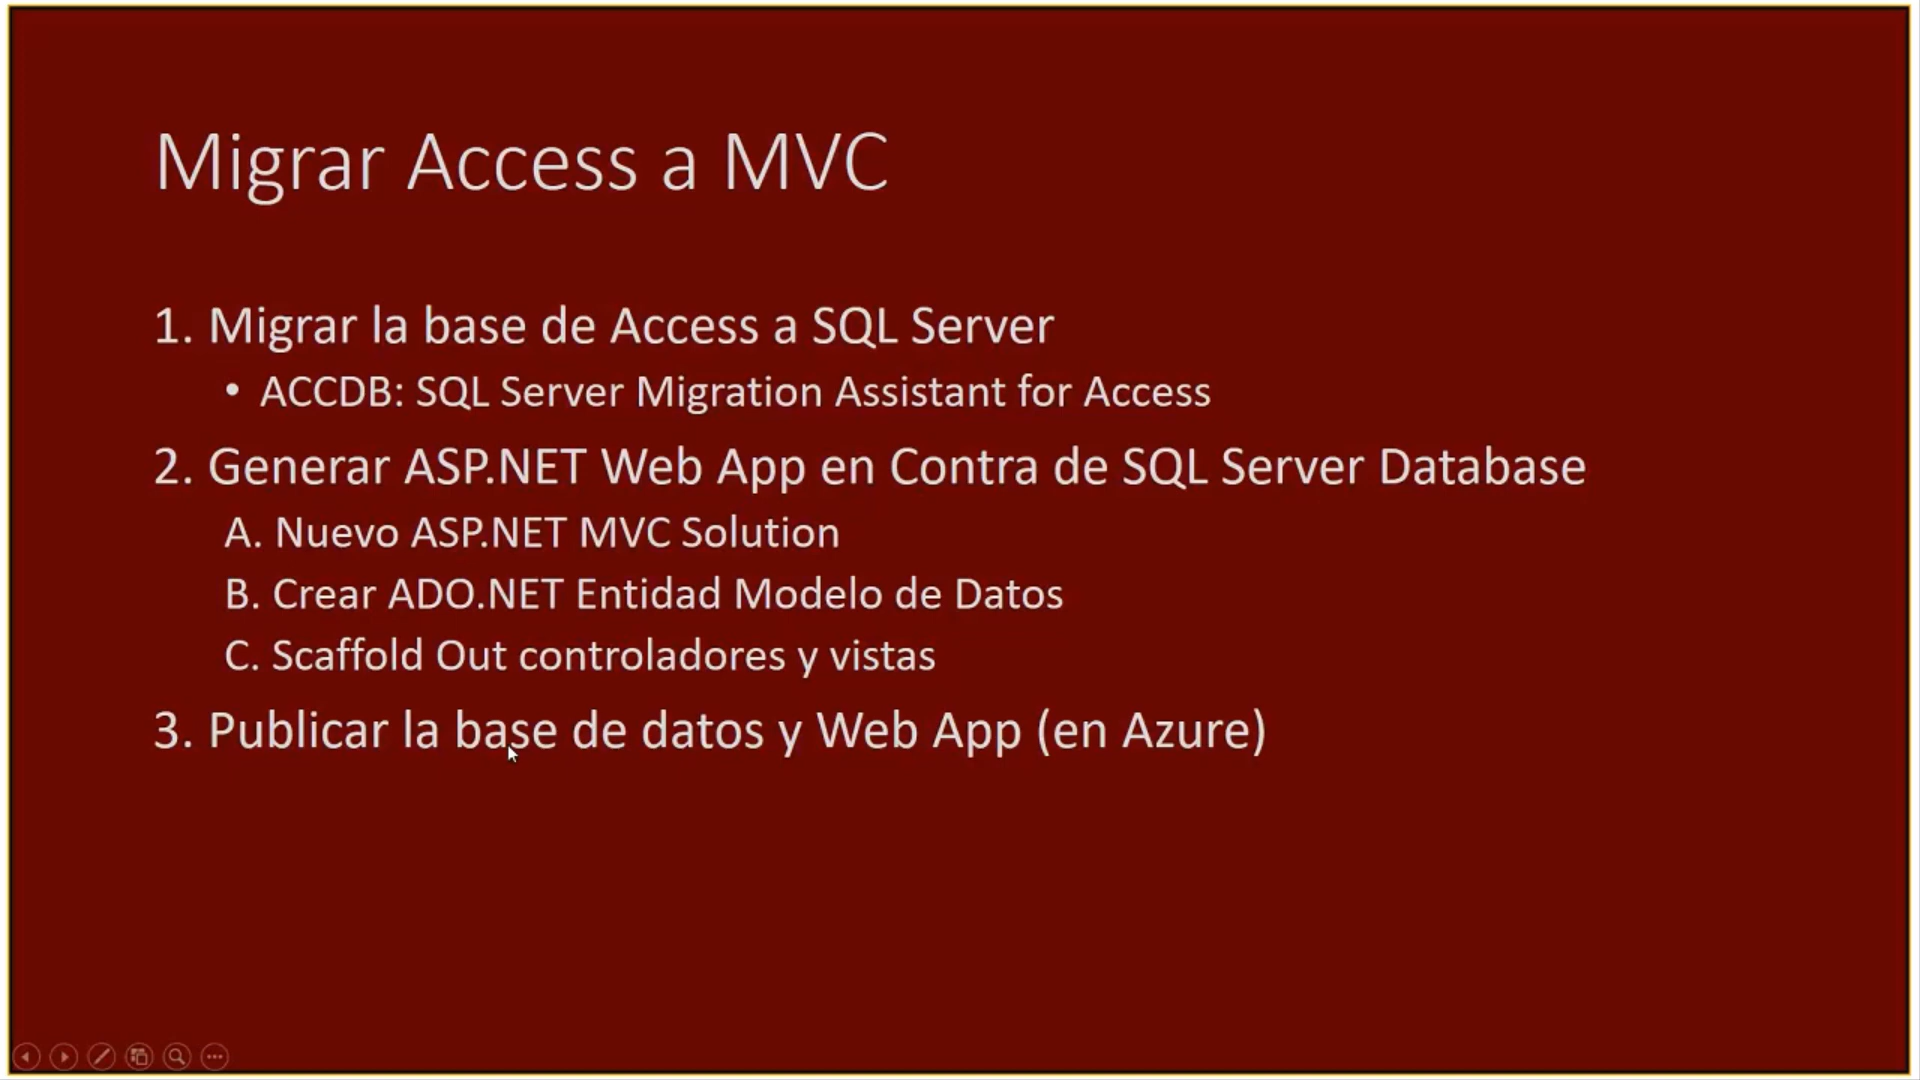 Migrar Access a MVC
1. Migrar la base de Access a SQL Server
• ACCDB: SQL Server Migration Assistant for Access
2. Generar ASP.NET Web App en Contra de SQL Server Database
A. Nuevo ASP.NET MVC Solution
B. Crear ADO.NET Entidad Modelo de Datos
C. Scaffold Out controladores y vistas
3. Publicar la base de datos y Web App (en Azure)